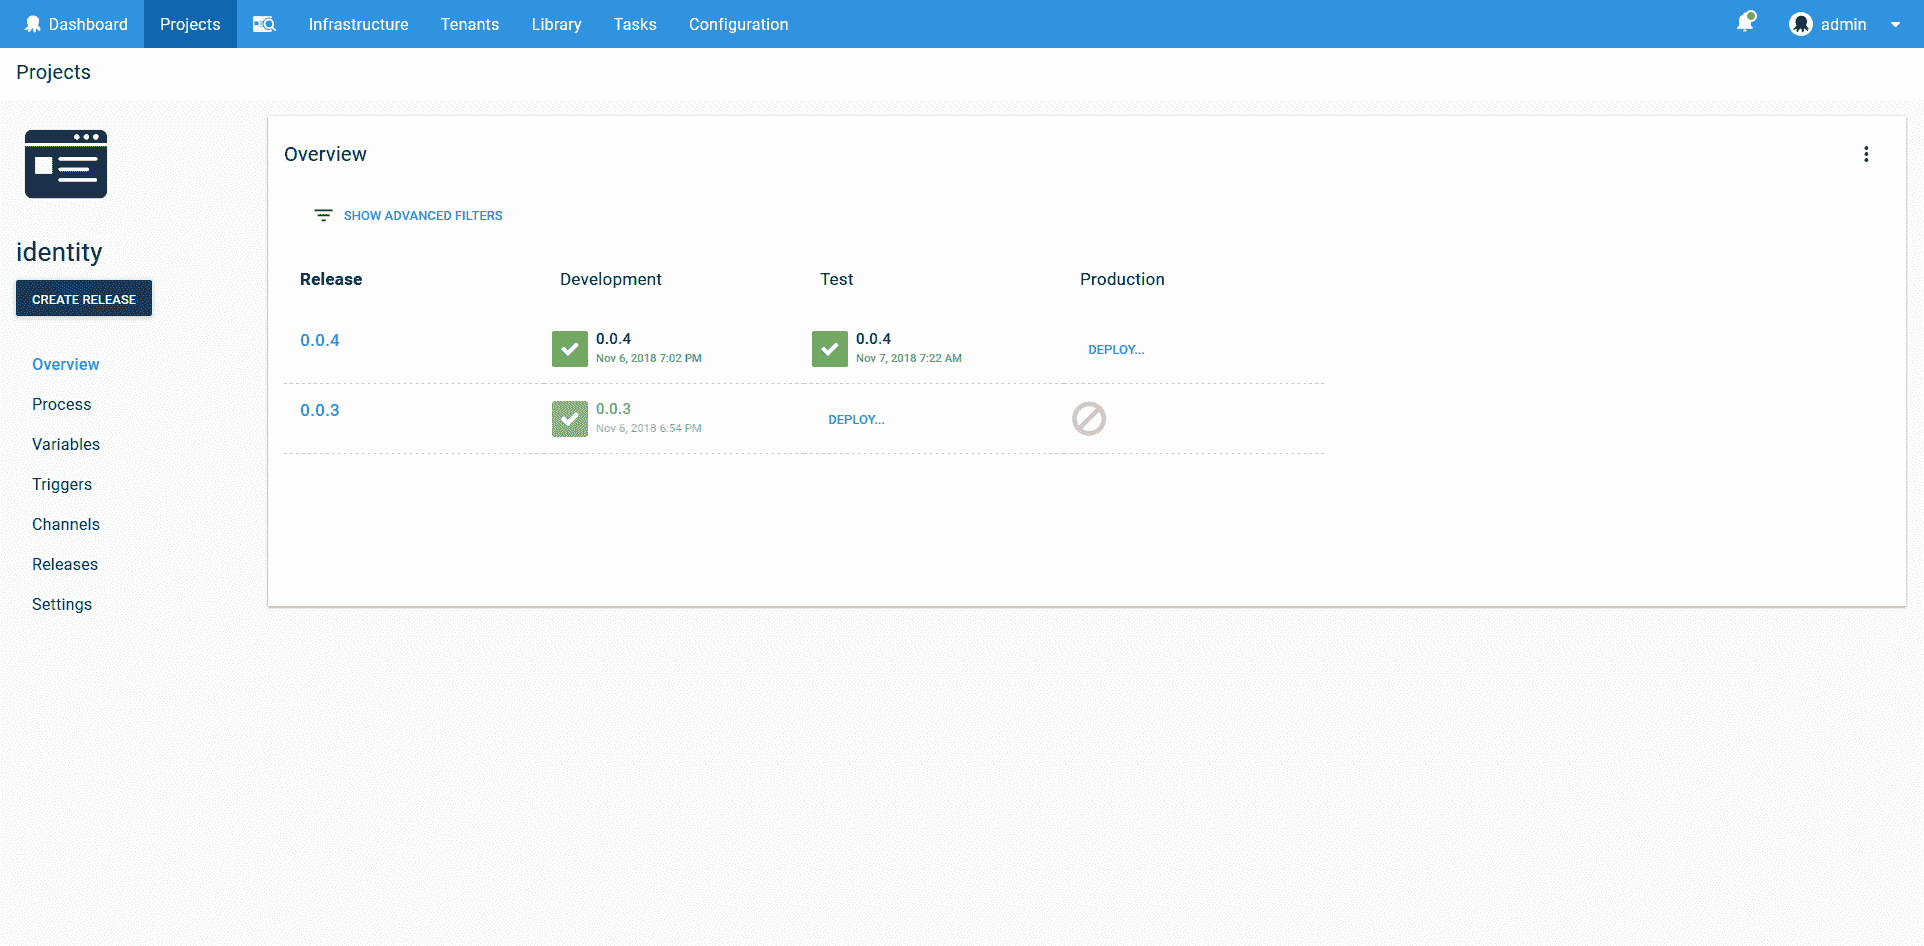 Dashboard Projects Infrastructure Tenants Library Tasks Configuration admin
Projects
Overview
SHOW ADVANCED FILTERS
identity
CREATE RELEASE
Overview
Process
Variables
Triggers
Channels
Releases
Settings
Release Development Test Production
0.0.4 0.0.4 0.0.4
Nov 6, 2018 7:02 PM Nov 7, 2018 7:22 AM DEPLOY...
0.0.3 0.0.3
Nov 6, 2018 6:54 PM DEPLOY...